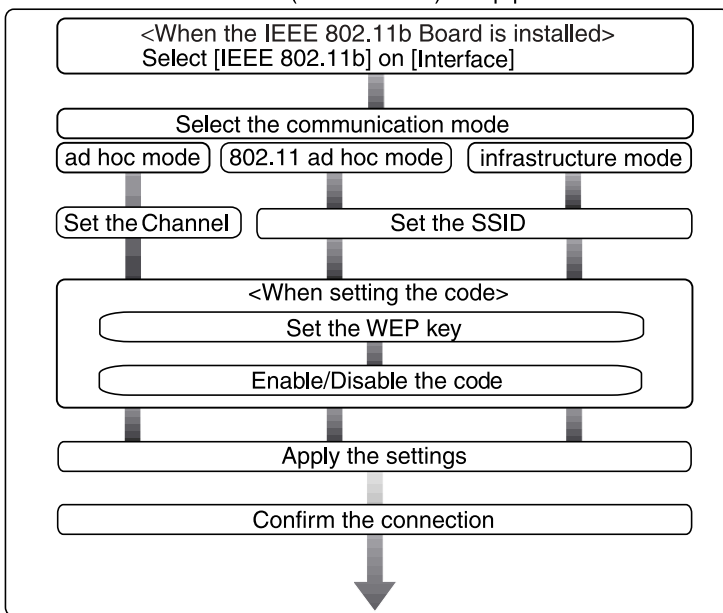 <When the IEEE 802.11b Board is installed>
Select [IEEE 802.11b] on [Interface]
Select the communication mode
ad hoc mode
802.11 ad hoc mode
infrastructure mode
Set the Channel
Set the SSID
<When setting the code>
Set the WEP key
Enable/Disable the code
Apply the settings
Confirm the connection